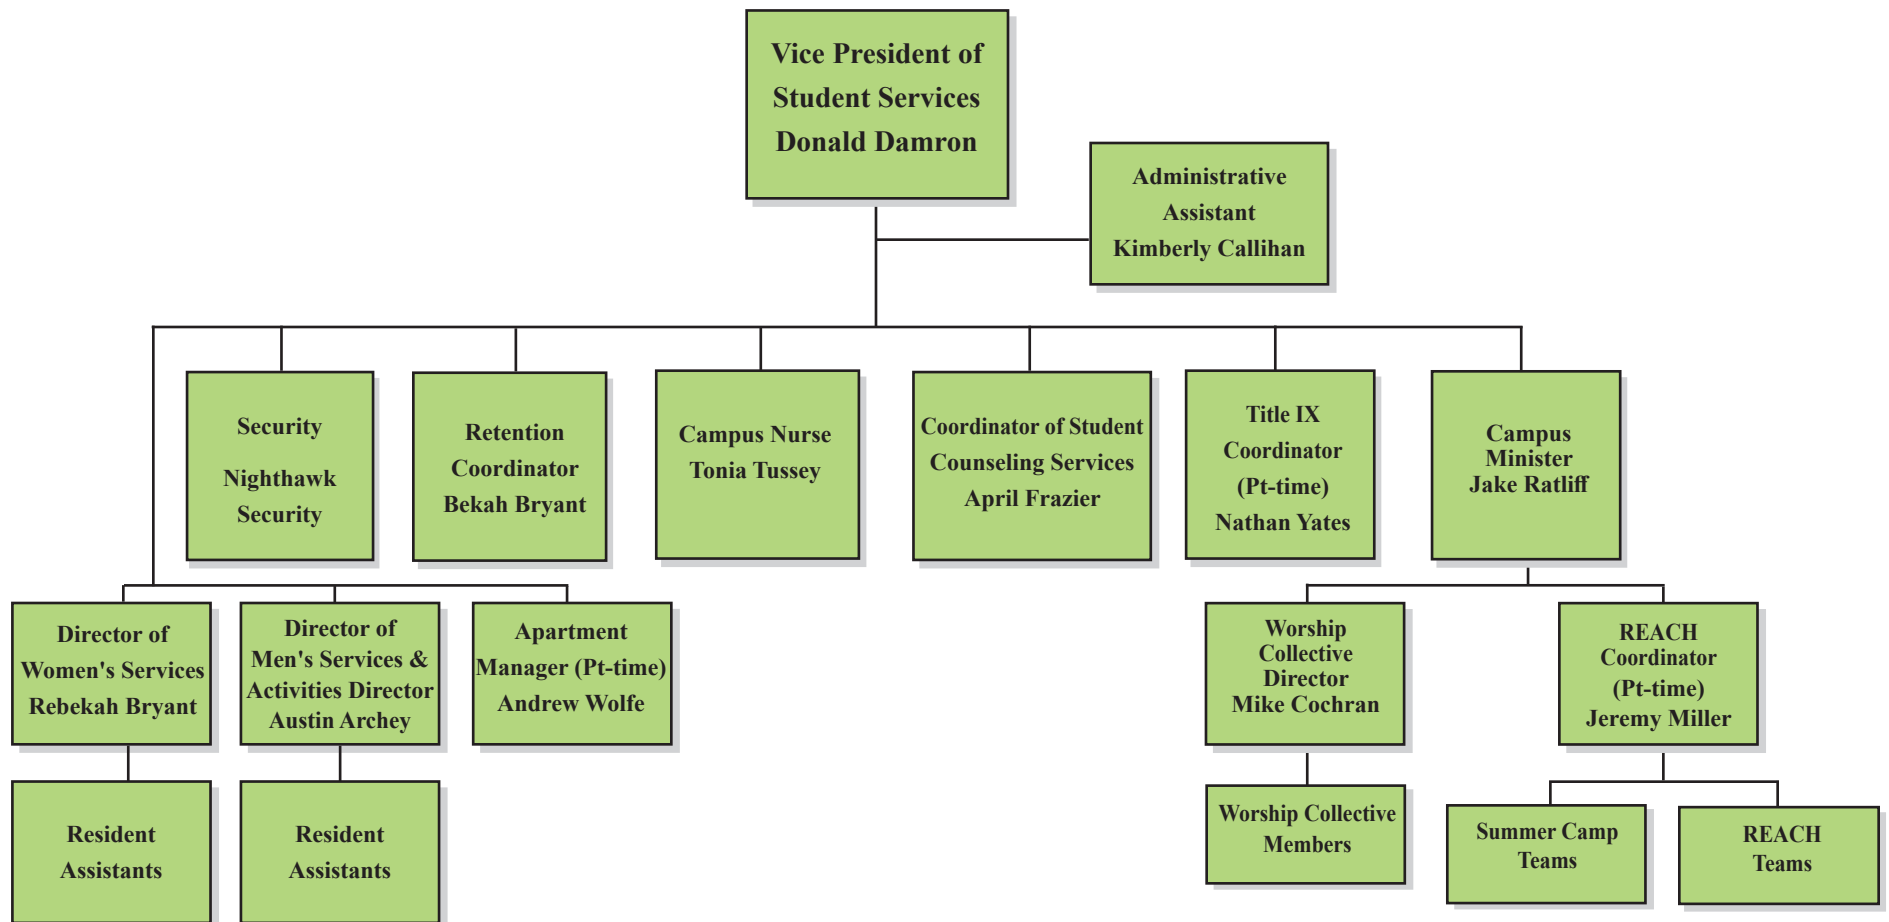 Vice President of
Student Services
Donald Damron
Administrative
Assistant
Kimberly Callihan
Security
Nighthawk
Security
Retention
Coordinator
Bekah Bryant
Campus Nurse
Tonia Tussey
Coordinator of Student
Counseling Services
April Frazier
Title IX
Coordinator
(Pt-time)
Nathan Yates
Campus
Minister
Jake Ratliff
Director of
Women's Services
Rebekah Bryant
Director of
Men's Services &
Activities Director
Austin Archey
Apartment
Manager (Pt-time)
Andrew Wolfe
Worship
Collective
Director
Mike Cochran
REACH
Coordinator
(Pt-time)
Jeremy Miller
Resident
Assistants
Resident
Assistants
Worship Collective
Members
Summer Camp
Teams
REACH
Teams